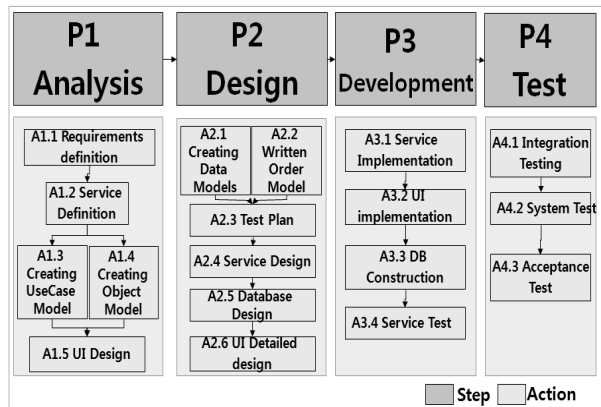 P1
Analysis
P2
Design
P3
Development
P4
Test
A1.1 Requirements
definition
A1.2 Service
Definition
A1.3
Creating
UseCase
Model
A1.4
Creating
Object
Model
A1.5 UI Design
A2.1
Creating
Data
Models
A2.2
Written
Order
Model
A2.3 Test Plan
A2.4 Service Design
A2.5 Database
Design
A2.6 UI Detailed
design
A3.1 Service
Implementation
A3.2 UI
implementation
A3.3 DB
Construction
A3.4 Service Test
A4.1 Integration
Testing
A4.2 System Test
A4.3 Acceptance
Test
Step
Action